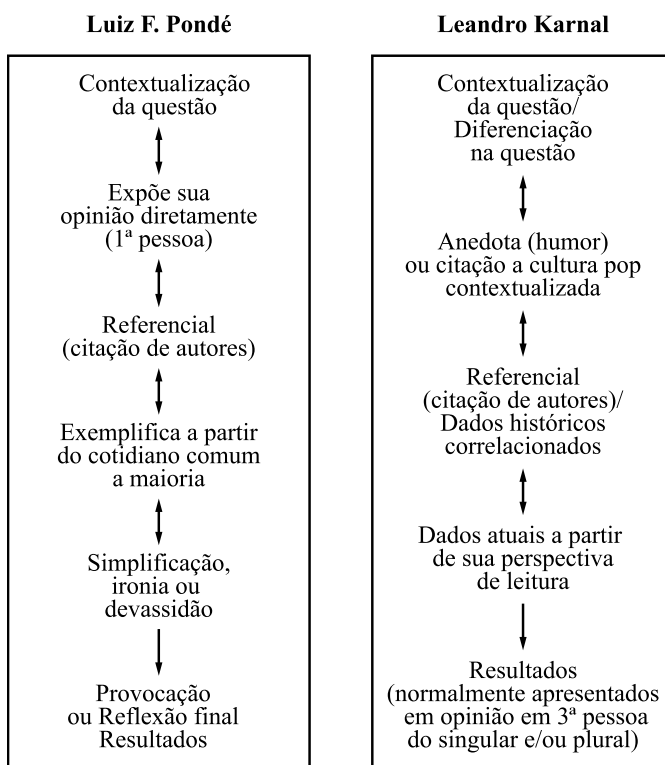 Luiz F. Pondé
Contextualização
da questão
Expõe sua
opinião diretamente
(1ª pessoa)
Referencial
(citação de autores)
Exemplifica a partir
do cotidiano comum
a maioria
Simplificação,
ironia ou
devassidão
Provocação
ou Reflexão final
Resultados
Leandro Karnal
Contextualização
da questão/
Diferenciação
na questão
Anedota (humor)
ou citação a cultura pop
contextualizada
Referencial
(citação de autores)/
Dados históricos
correlacionados
Dados atuais a partir
de sua perspectiva
de leitura
Resultados
(normalmente apresentados
em opinião em 3ª pessoa
do singular e/ou plural)